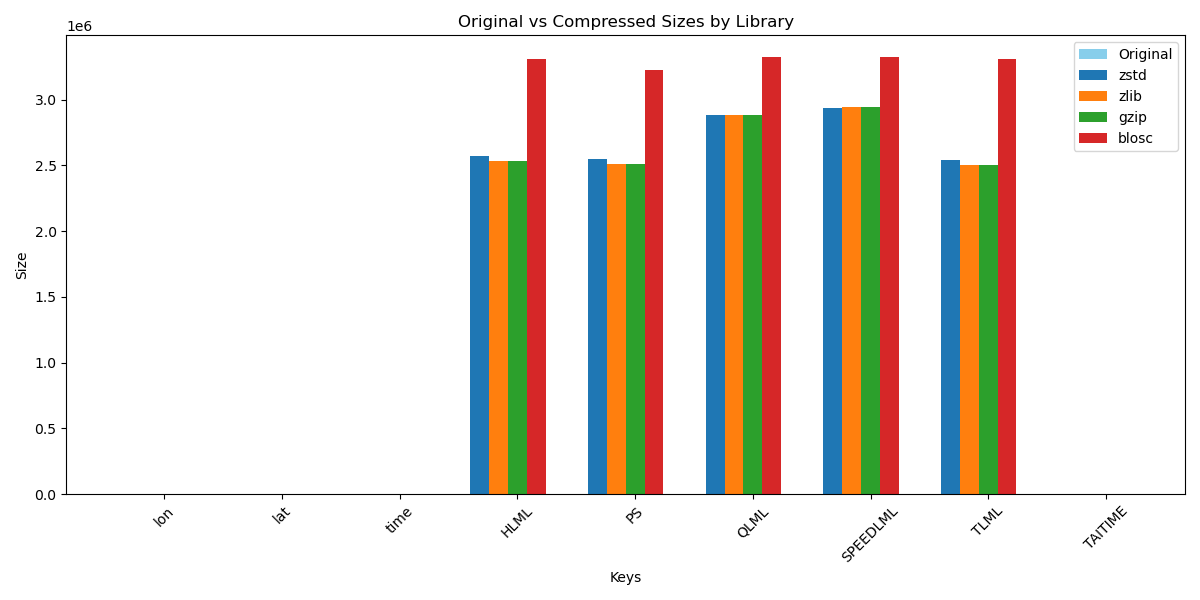 Original vs Compressed Sizes by Library
1e6
Original
zstd
zlib
gzip
blosc
3.0
2.5
2.0
1.5
1.0
0.5
0.0
Size
lon
lat
time
HLML
PS
QLML
SPEEDLML
TLML
TAITIME
Keys